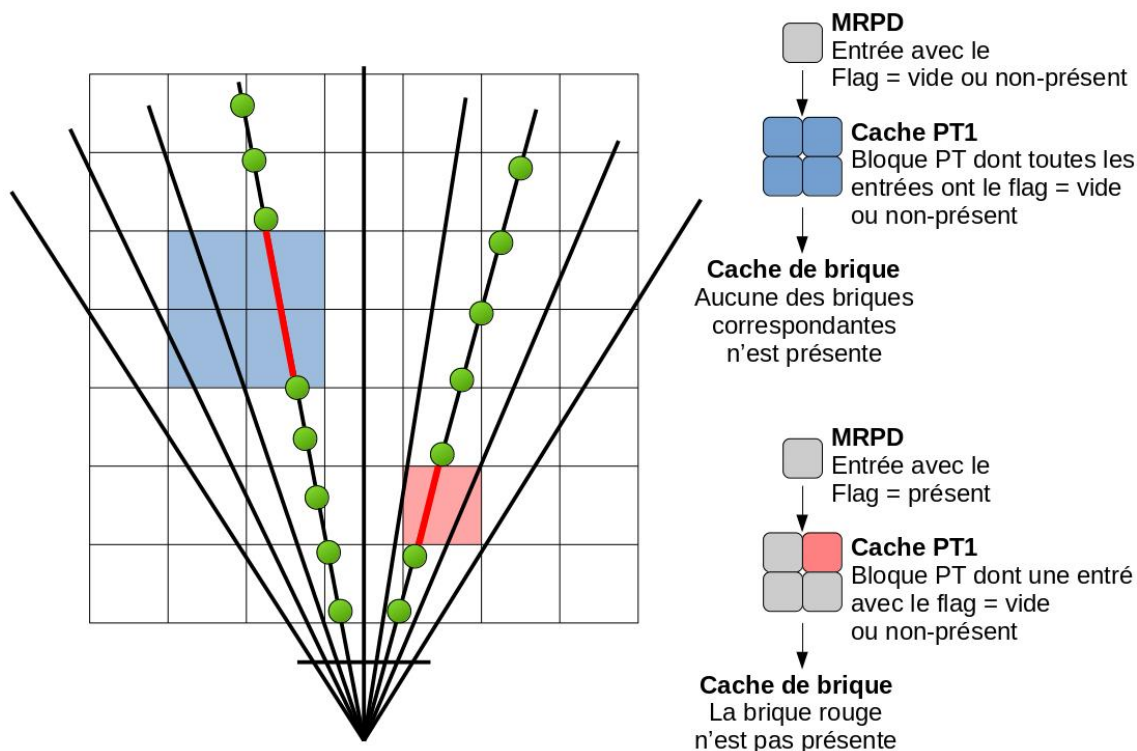 MRPD
Entrée avec le
Flag = vide ou non-présent
Cache PT1
Bloque PT dont toutes les
entrées ont le flag = vide
ou non-présent
Cache de brique
Aucune des briques
correspondantes
n'est présente
MRPD
Entrée avec le
Flag = présent
Cache PT1
Bloque PT dont une entré
avec le flag = vide
ou non-présent
Cache de brique
La brique rouge
n'est pas présente